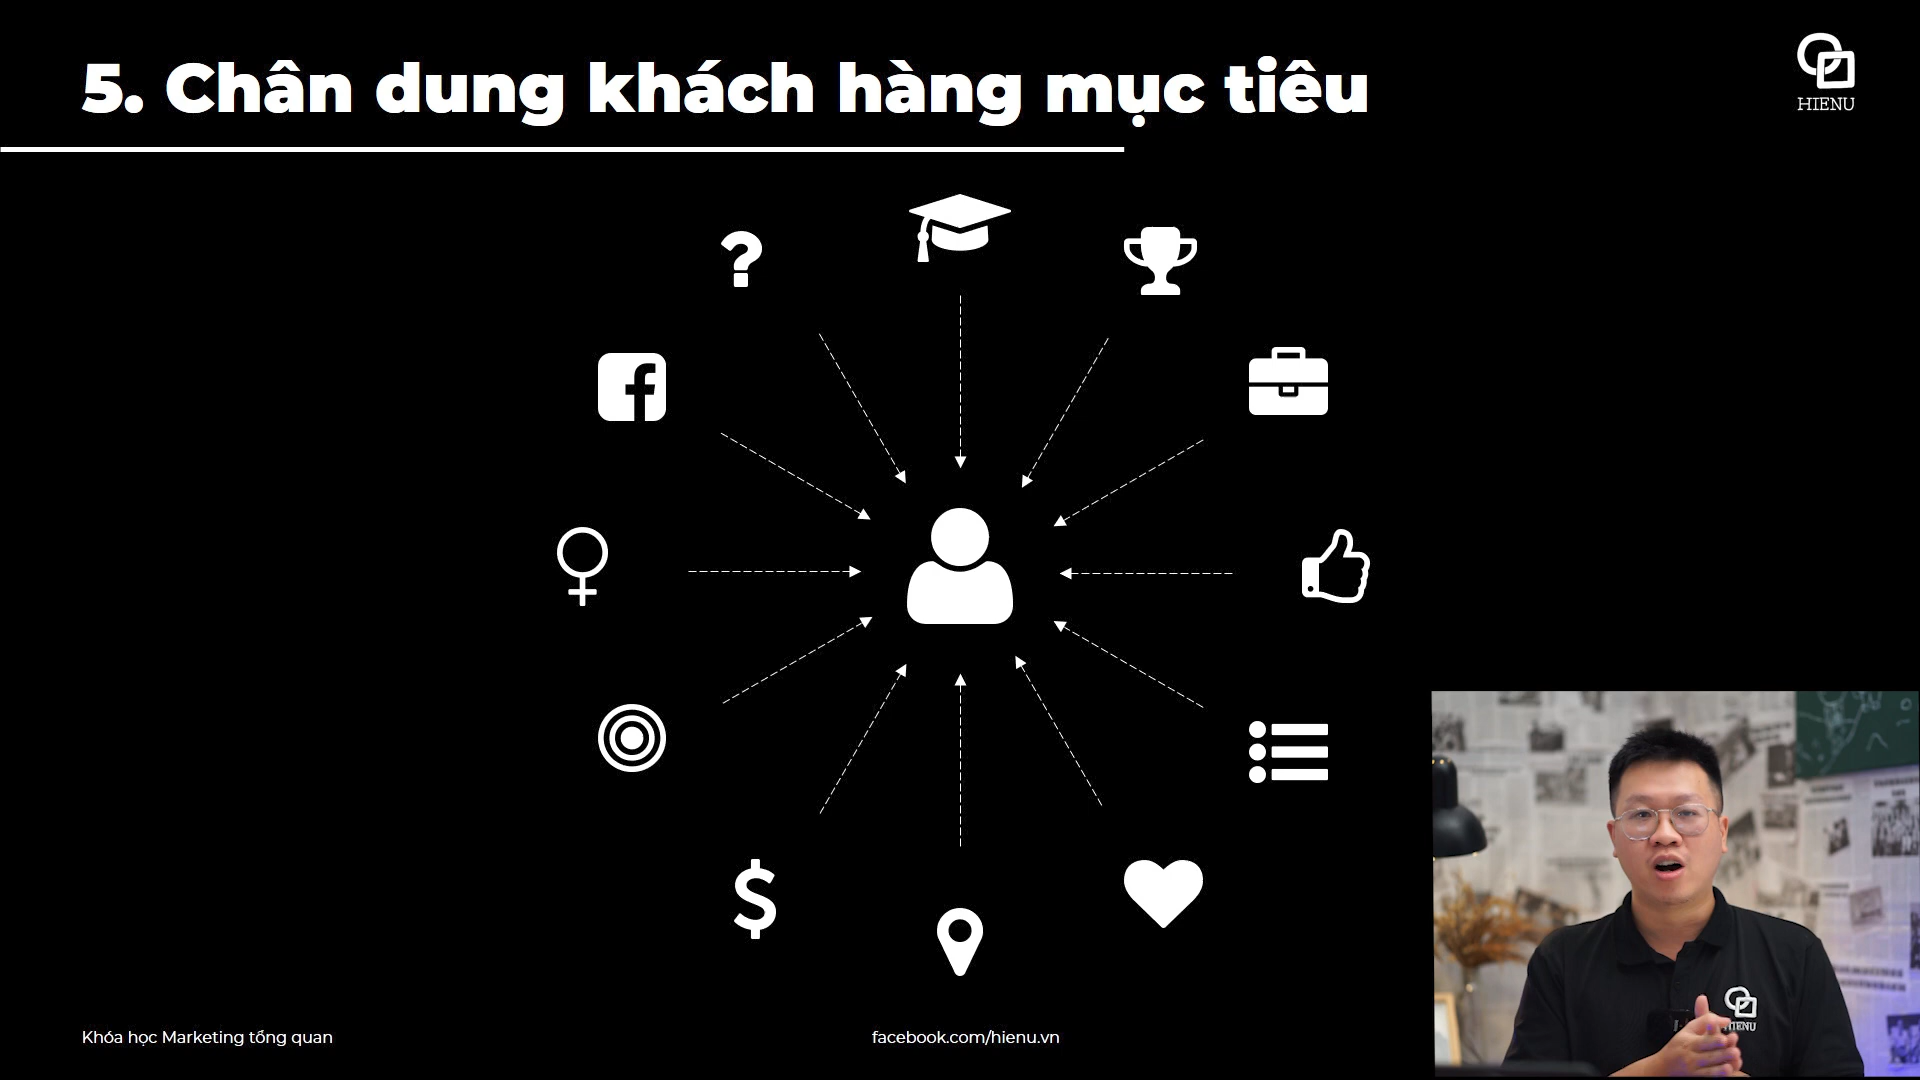 5. Chân dung khách hàng mục tiêu
HIENU
?
$
Khóa học Marketing tổng quan
facebook.com/hienu.vn
HIENU